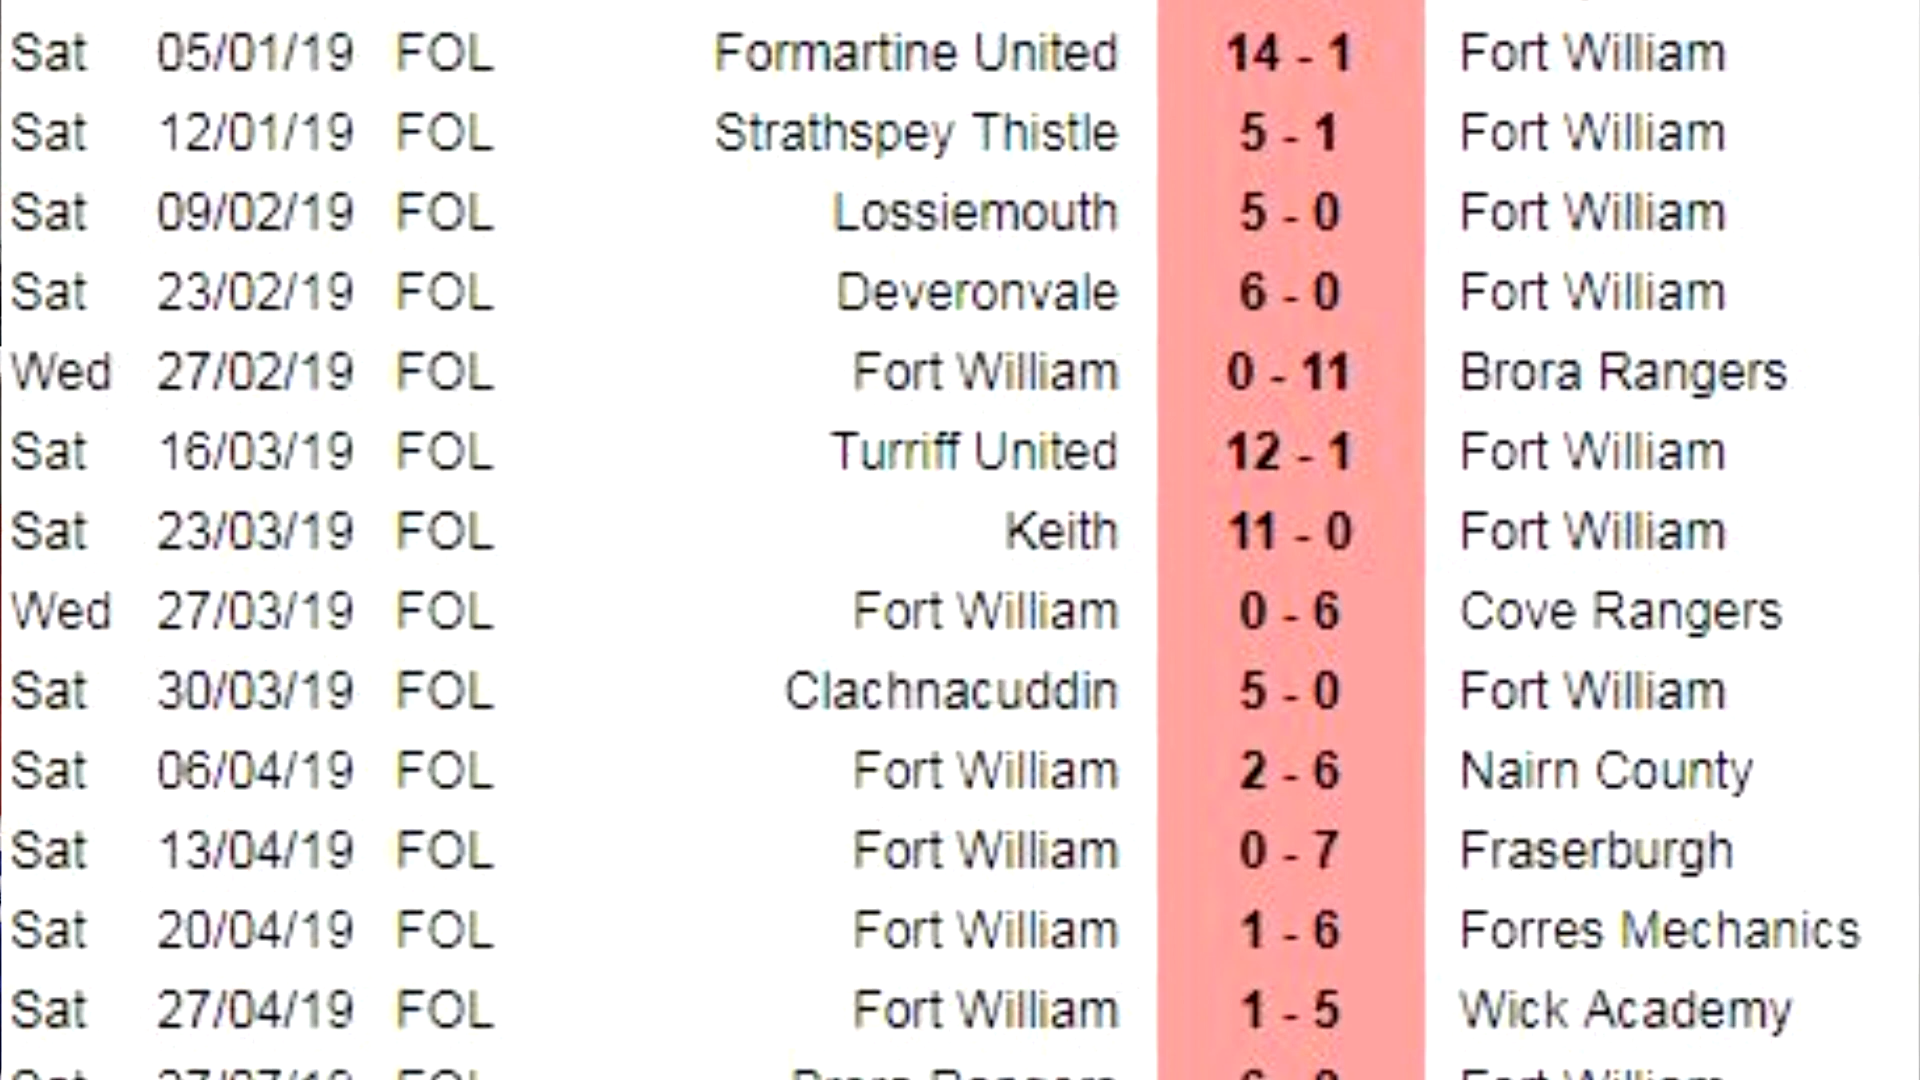 Sat 05/01/19 FOL Formartine United 14 - 1 Fort William
Sat 12/01/19 FOL Strathspey Thistle 5 - 1 Fort William
Sat 09/02/19 FOL Lossiemouth 5 - 0 Fort William
Sat 23/02/19 FOL Deveronvale 6 - 0 Fort William
Wed 27/02/19 FOL Fort William 0 - 11 Brora Rangers
Sat 16/03/19 FOL Turriff United 12 - 1 Fort William
Sat 23/03/19 FOL Keith 11 - 0 Fort William
Wed 27/03/19 FOL Fort William 0 - 6 Cove Rangers
Sat 30/03/19 FOL Clachnacuddin 5 - 0 Fort William
Sat 06/04/19 FOL Fort William 2 - 6 Nairn County
Sat 13/04/19 FOL Fort William 0 - 7 Fraserburgh
Sat 20/04/19 FOL Fort William 1 - 6 Forres Mechanics
Sat 27/04/19 FOL Fort William 1 - 5 Wick Academy
Sat FOL Brora Rangers Fort William